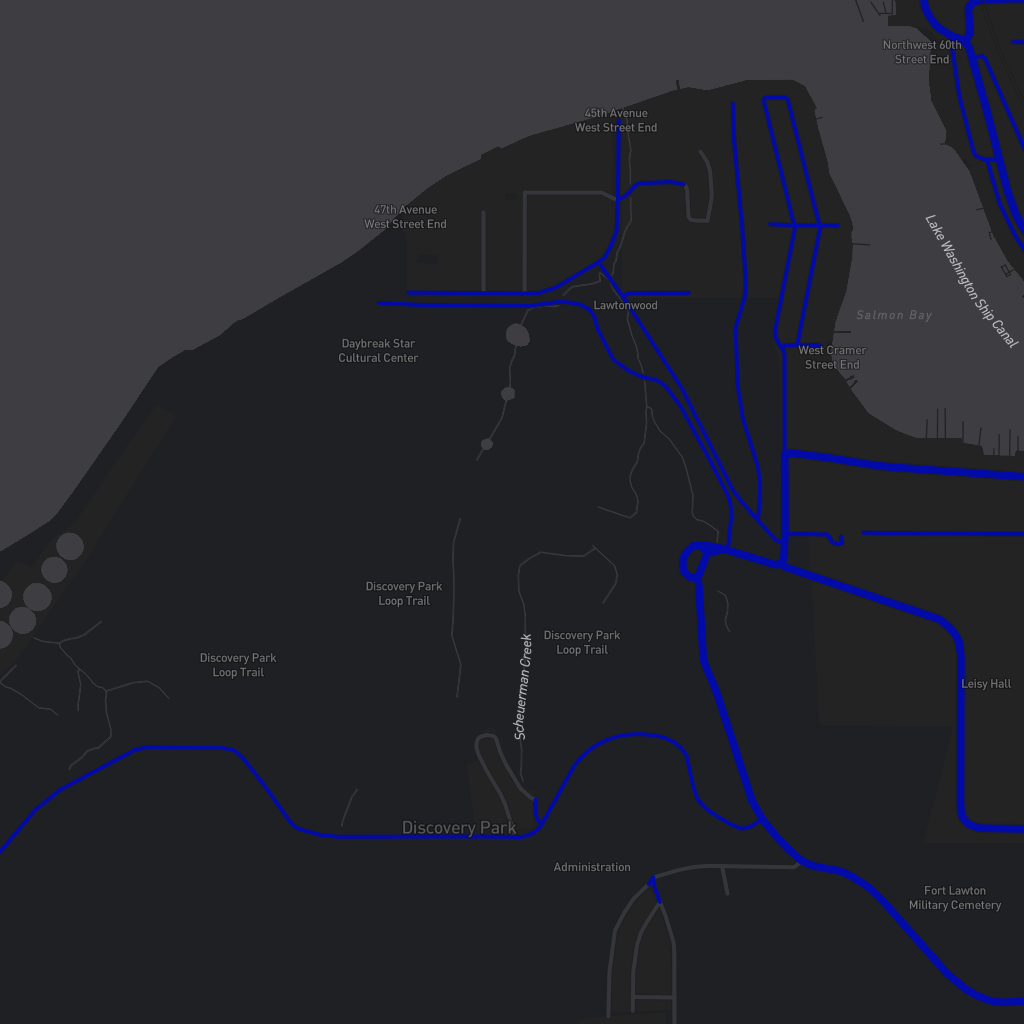 Northwest 60th
Street End
45th Avenue
West Street End
47th Avenue
West Street End
Lake Washington Ship Canal
Lawtonwood
Salmon Bay
Daybreak Star
Cultural Center
West Cramer
Street End
Discovery Park
Loop Trail
Discovery Park
Loop Trail
Scheuerman Creek
Discovery Park
Loop Trail
Leisy Hall
Discovery Park
Administration
Fort Lawton
Military Cemetery